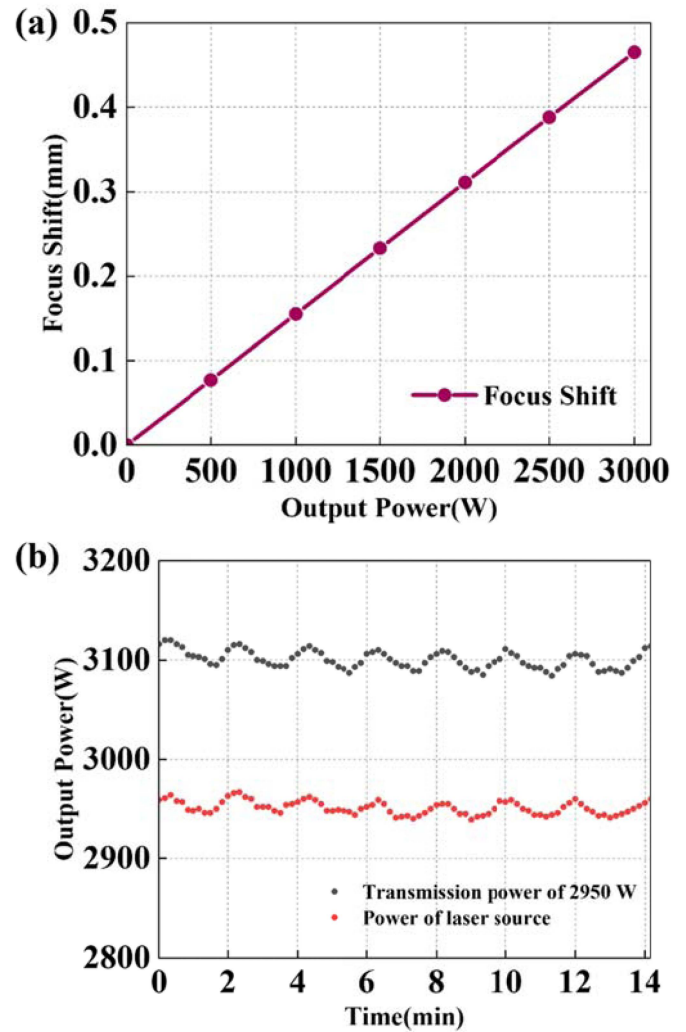 (a)
0.5
0.4
0.3
0.2
0.1
0.0
Focus Shift(mm)
Focus Shift
0 500 1000 1500 2000 2500 3000
Output Power(W)
(b)
3200
3100
3000
2900
2800
Output Power(W)
Transmission power of 2950 W
Power of laser source
0 2 4 6 8 10 12 14
Time(min)